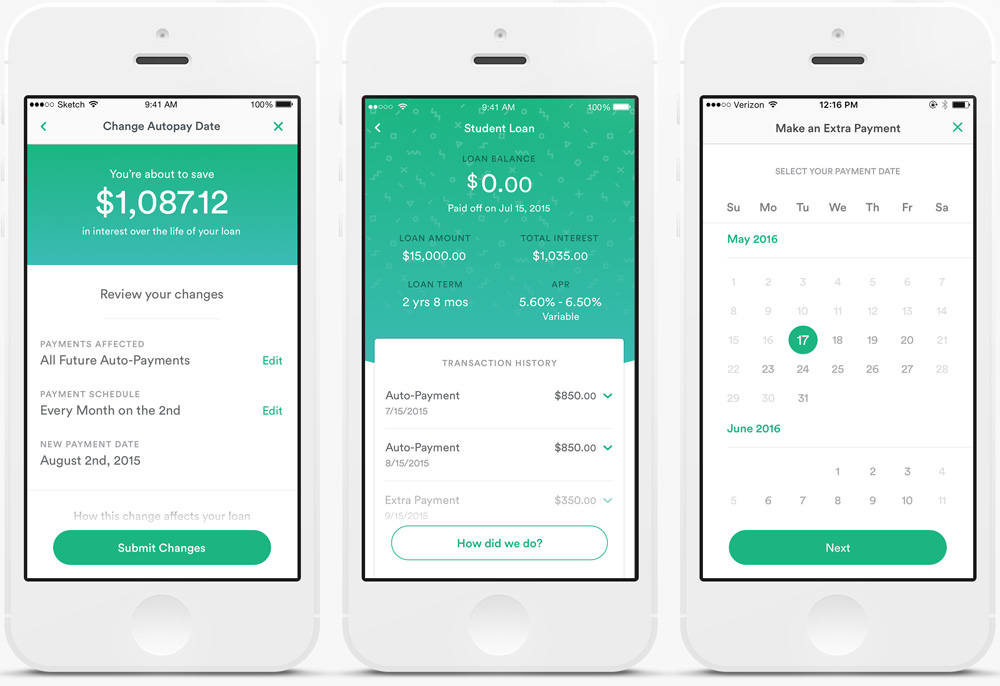 Sketch 9:41 AM 100%
Change Autopay Date
You're about to save
$1,087.12
in interest over the life of your loan
Review your changes
PAYMENTS AFFECTED
All Future Auto-Payments Edit
PAYMENT SCHEDULE
Every Month on the 2nd Edit
NEW PAYMENT DATE
August 2nd, 2015
How this change affects your loan
Submit Changes
9:41 AM 100%
Student Loan
LOAN BALANCE
$0.00
Paid off on Jul 15, 2015
LOAN AMOUNT TOTAL INTEREST
$15,000.00 $1,035.00
LOAN TERM APR
2 yrs 8 mos 5.60% - 6.50%
Variable
TRANSACTION HISTORY
Auto-Payment $850.00
7/15/2015
Auto-Payment $850.00
8/15/2015
Extra Payment $350.00
9/15/2015
How did we do?
Verizon 12:16 PM
Make an Extra Payment
SELECT YOUR PAYMENT DATE
Su Mo Tu We Th Fr Sa
May 2016
1 2 3 4 5 6 7
8 9 10 11 12 13 14
15 16 17 18 19 20 21
22 23 24 25 26 27 28
29 30 31
June 2016
1 2 3 4
5 6 7 8 9 10 11
Next